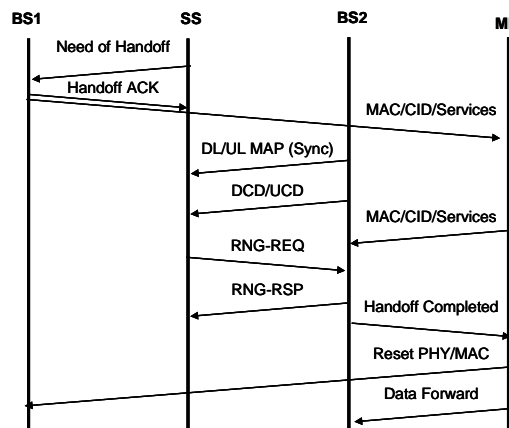 BS1 SS BS2 M
Need of Handoff
Handoff ACK
MAC/CID/Services
DL/UL MAP (Sync)
DCD/UCD
MAC/CID/Services
RNG-REQ
RNG-RSP
Handoff Completed
Reset PHY/MAC
Data Forward